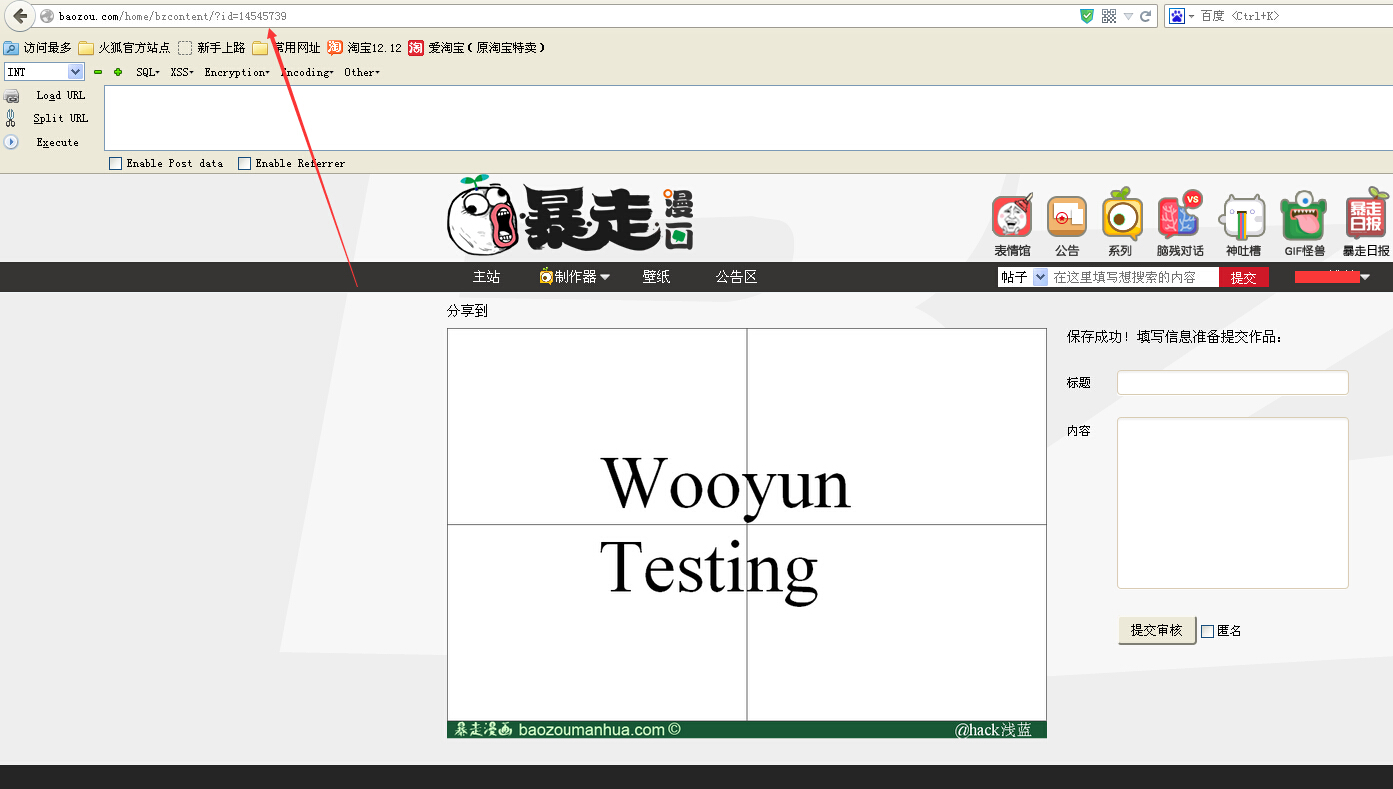 baozou.com/home/bzcontent/?id=14545739
百度 <Ctrl+K>
访问最多 火狐官方站点 新手上路 常用网址 淘宝12.12 爱淘宝(原淘宝特卖)
INT SQL XSS Encryption Encoding Other
Load URL
Split URL
Execute
Enable Post data Enable Referrer
暴走漫画
VS
暴走日报
表情馆 公告 系列 脑残对话 神吐槽 GIF怪兽 暴走日报
主站 制作器 壁纸 公告区 帖子 在这里填写想搜索的内容 提交
分享到
保存成功！填写信息准备提交作品：
标题
内容
Wooyun
Testing
提交审核 匿名
暴走漫画 baozoumanhua.com © @hack浅蓝